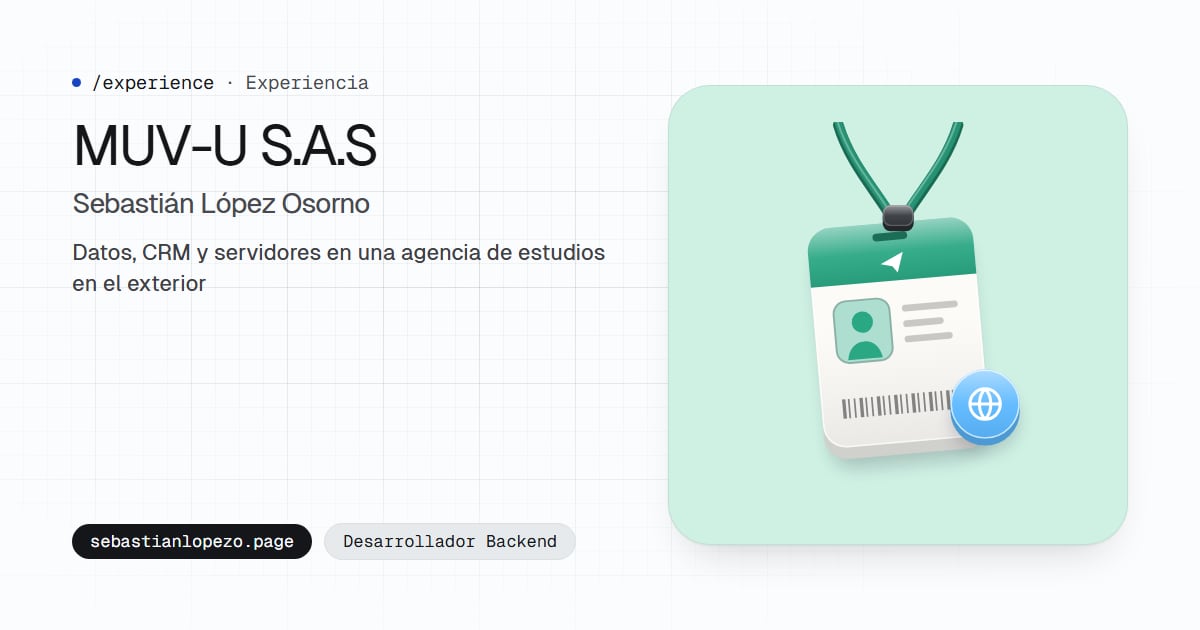 /experience · Experiencia
MUV-U S.A.S
Sebastián López Osorno
Datos, CRM y servidores en una agencia de estudios
en el exterior
sebastianlopezo.page
Desarrollador Backend